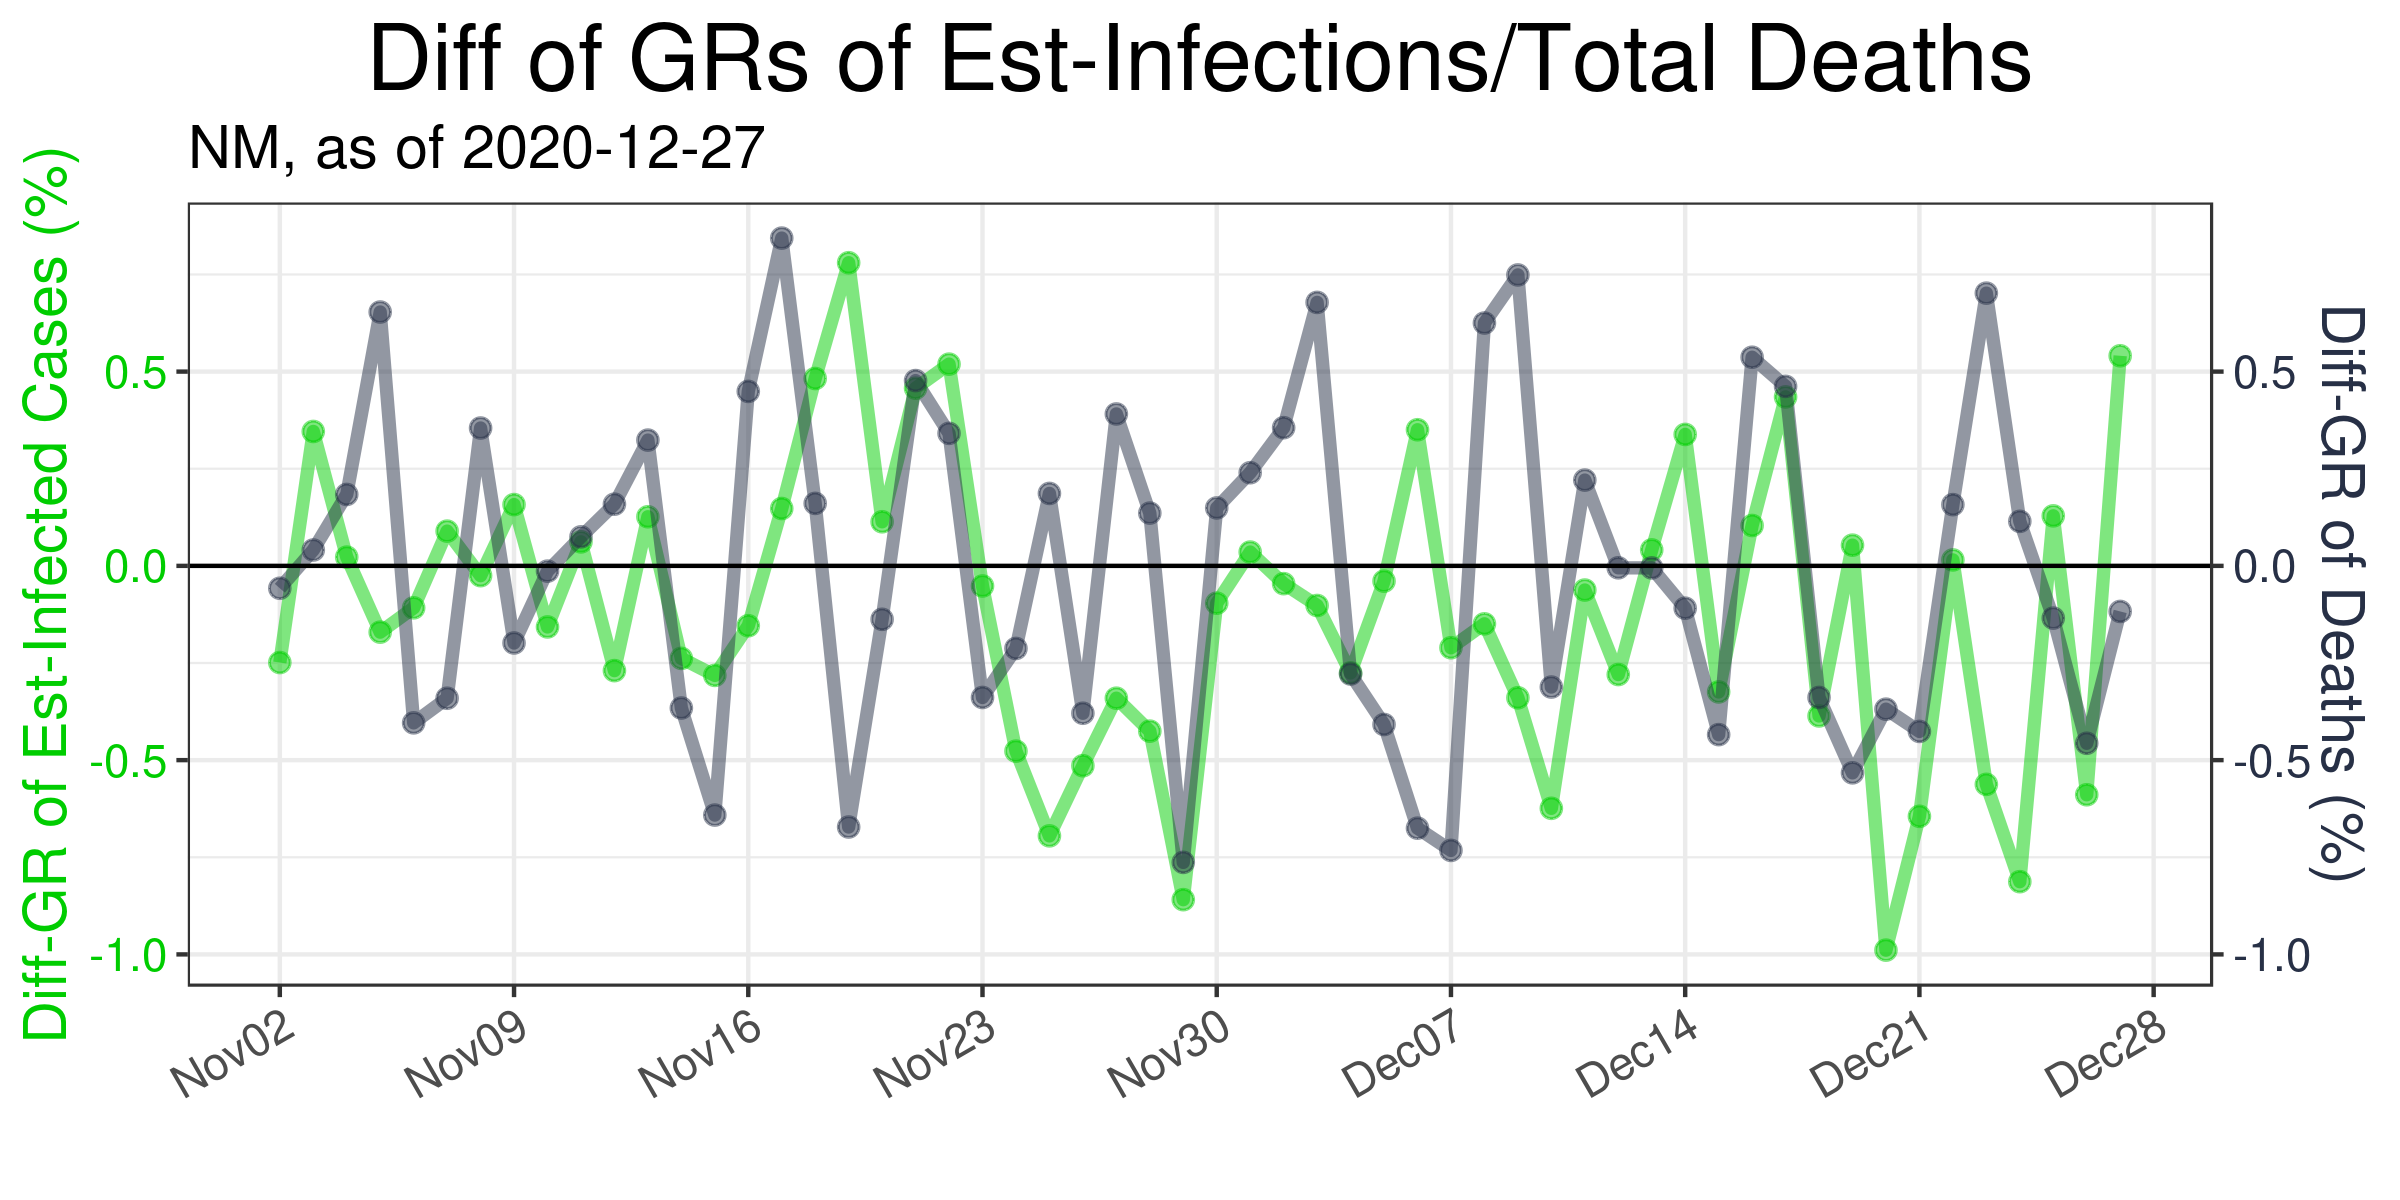 Diff of GRs of Est-Infections/Total Deaths
NM, as of 2020-12-27
Diff-GR of Est-Infected Cases (%)
0.5
0.0
-0.5
-1.0
0.5
0.0
-0.5
-1.0
Diff-GR of Deaths (%)
Nov02 Nov09 Nov16 Nov23 Nov30 Dec07 Dec14 Dec21 Dec28